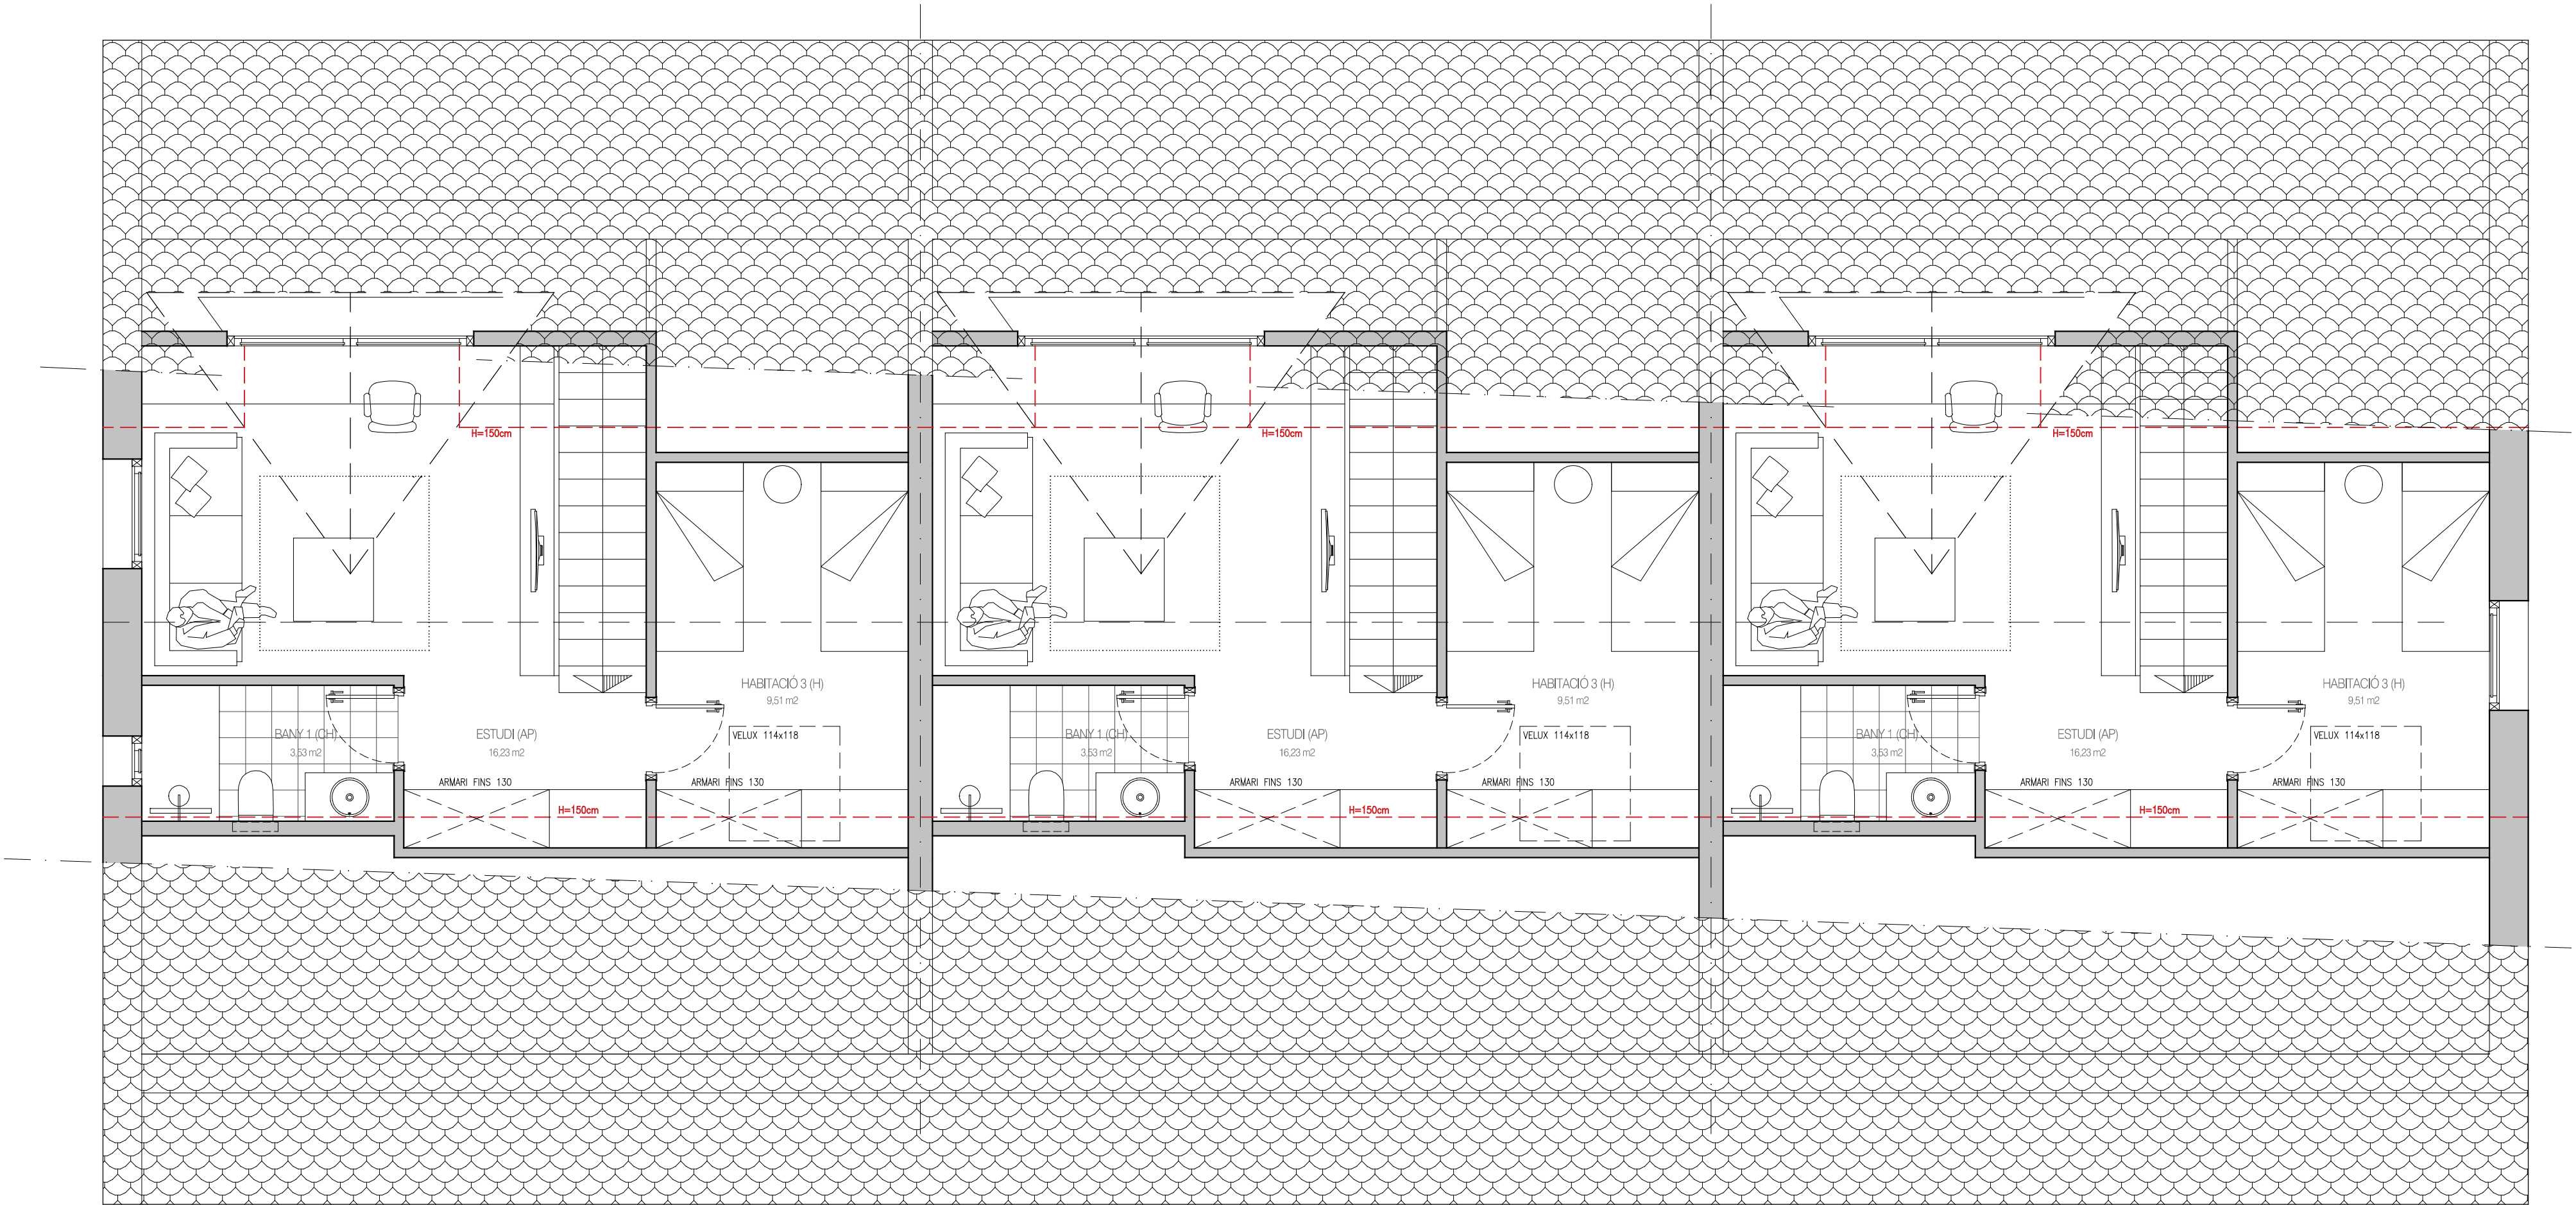 H=150cm
H=150cm
H=150cm
HABITACIÓ 3 (H)
9,51 m2
HABITACIÓ 3 (H)
9,51 m2
HABITACIÓ 3 (H)
9,51 m2
BANY 1 (CH)
3,53 m2
ESTUDI (AP)
16,23 m2
VELUX 114x118
BANY 1 (CH)
3,53 m2
ESTUDI (AP)
16,23 m2
VELUX 114x118
BANY 1 (CH)
3,53 m2
ESTUDI (AP)
16,23 m2
VELUX 114x118
ARMARI FINS 130
ARMARI FINS 130
ARMARI FINS 130
ARMARI FINS 130
ARMARI FINS 130
ARMARI FINS 130
H=150cm
H=150cm
H=150cm